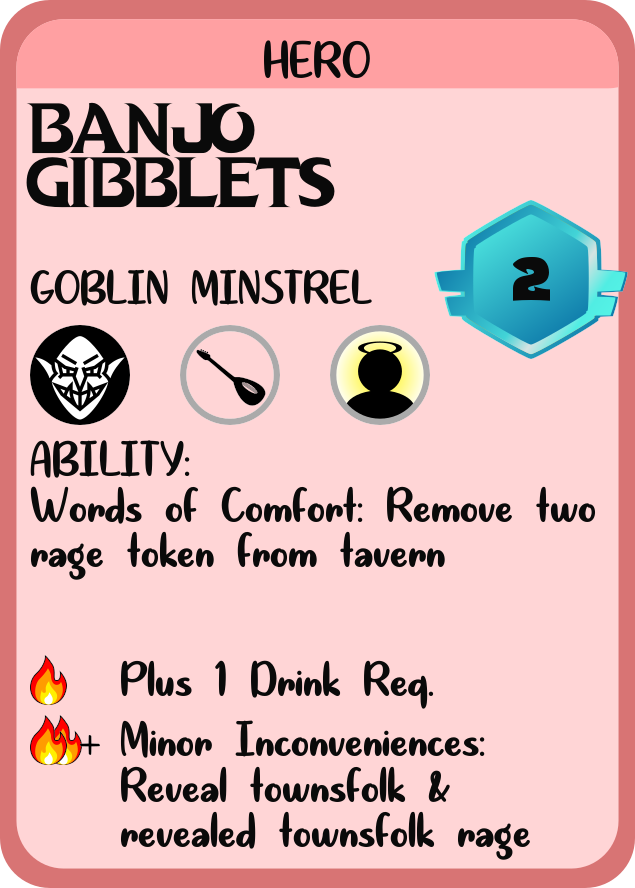 HERO
BANJO
GIBBLETS
GOBLIN MINSTREL
2
ABILITY:
Words of Comfort: Remove two
rage token from tavern
Plus 1 Drink Req.
+ Minor Inconveniences:
Reveal townsfolk &
revealed townsfolk rage